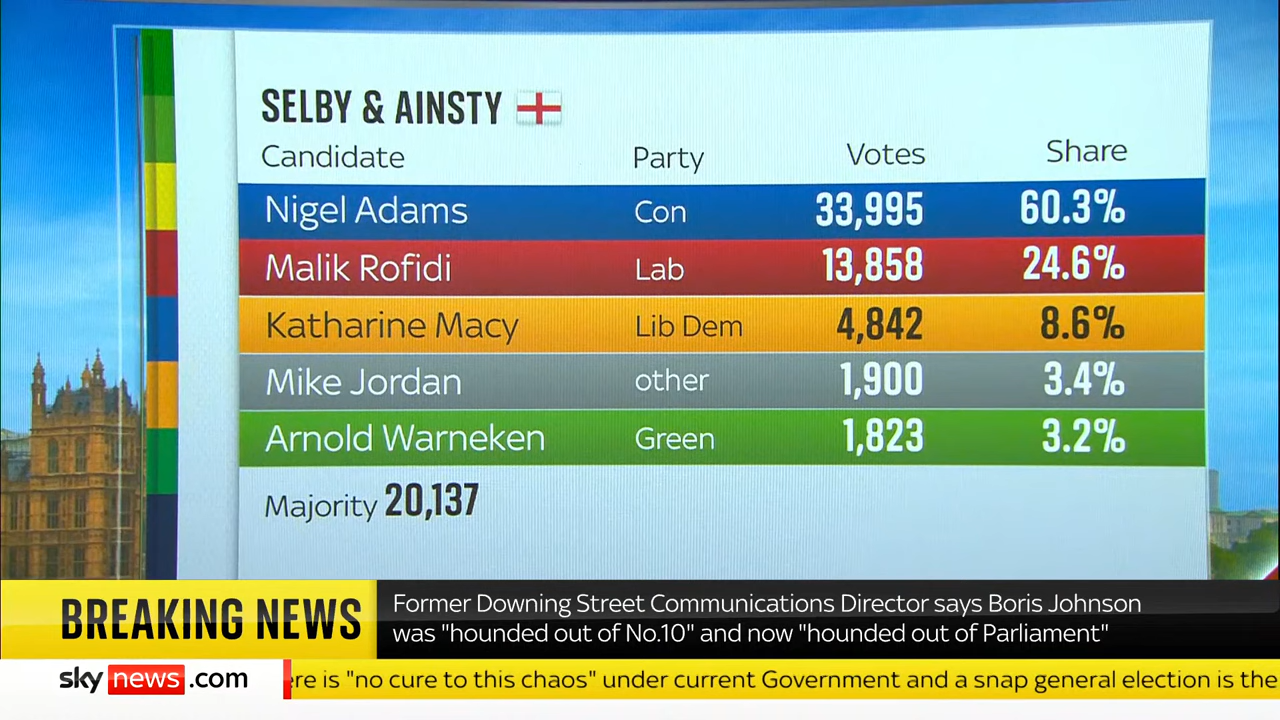 SELBY & AINSTY
Candidate Party Votes Share
Nigel Adams Con 33,995 60.3%
Malik Rofidi Lab 13,858 24.6%
Katharine Macy Lib Dem 4,842 8.6%
Mike Jordan other 1,900 3.4%
Arnold Warneken Green 1,823 3.2%
Majority 20,137
BREAKING NEWS
Former Downing Street Communications Director says Boris Johnson
was "hounded out of No.10" and now "hounded out of Parliament"
sky news.com
ere is "no cure to this chaos" under current Government and a snap general election is the